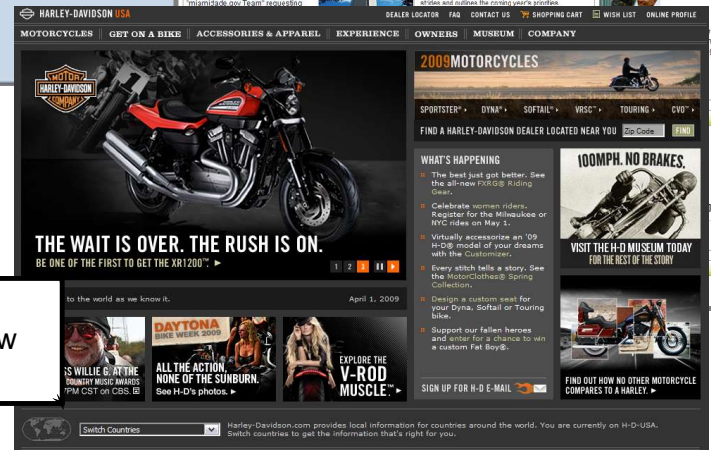 "miamidade.gov Team" requesting
strides and outlines the coming year's priorities.
HARLEY-DAVIDSON USA
DEALER LOCATOR FAQ CONTACT US SHOPPING CART WISH LIST ONLINE PROFILE
MOTORCYCLES GET ON A BIKE ACCESSORIES & APPAREL EXPERIENCE OWNERS MUSEUM COMPANY
MOTOR
HARLEY-DAVIDSON
COMPANY
THE WAIT IS OVER. THE RUSH IS ON.
BE ONE OF THE FIRST TO GET THE XR1200™.
1 2 3
2009MOTORCYCLES
SPORTSTER® DYNA® SOFTAIL® VRSC™ TOURING CVO™
FIND A HARLEY-DAVIDSON DEALER LOCATED NEAR YOU Zip Code FIND
WHAT'S HAPPENING
The best just got better. See
the all-new FXRG® Riding
Gear.
Celebrate women riders.
Register for the Milwaukee or
NYC rides on May 1.
Virtually accessorize an '09
H-D® model of your dreams
with the Customizer.
Every stitch tells a story. See
the MotorClothes® Spring
Collection.
Design a custom seat for
your Dyna, Softail or Touring
bike.
Support our fallen heroes
and enter for a chance to win
a custom Fat Boy®.
SIGN UP FOR H-D E-MAIL
100MPH. NO BRAKES.
VISIT THE H-D MUSEUM TODAY
FOR THE REST OF THE STORY
FIND OUT HOW NO OTHER MOTORCYCLE
COMPARES TO A HARLEY.
to the world as we know it. April 1, 2009
WILLIE G. AT THE
COUNTRY MUSIC AWARDS
PM CST on CBS.
DAYTONA
BIKE WEEK 2009
ALL THE ACTION,
NONE OF THE SUNBURN.
See H-D's photos.
EXPLORE THE
V-ROD
MUSCLE™.
Switch Countries
Harley-Davidson.com provides local information for countries around the world. You are currently on H-D-USA.
Switch countries to get the information that's right for you.